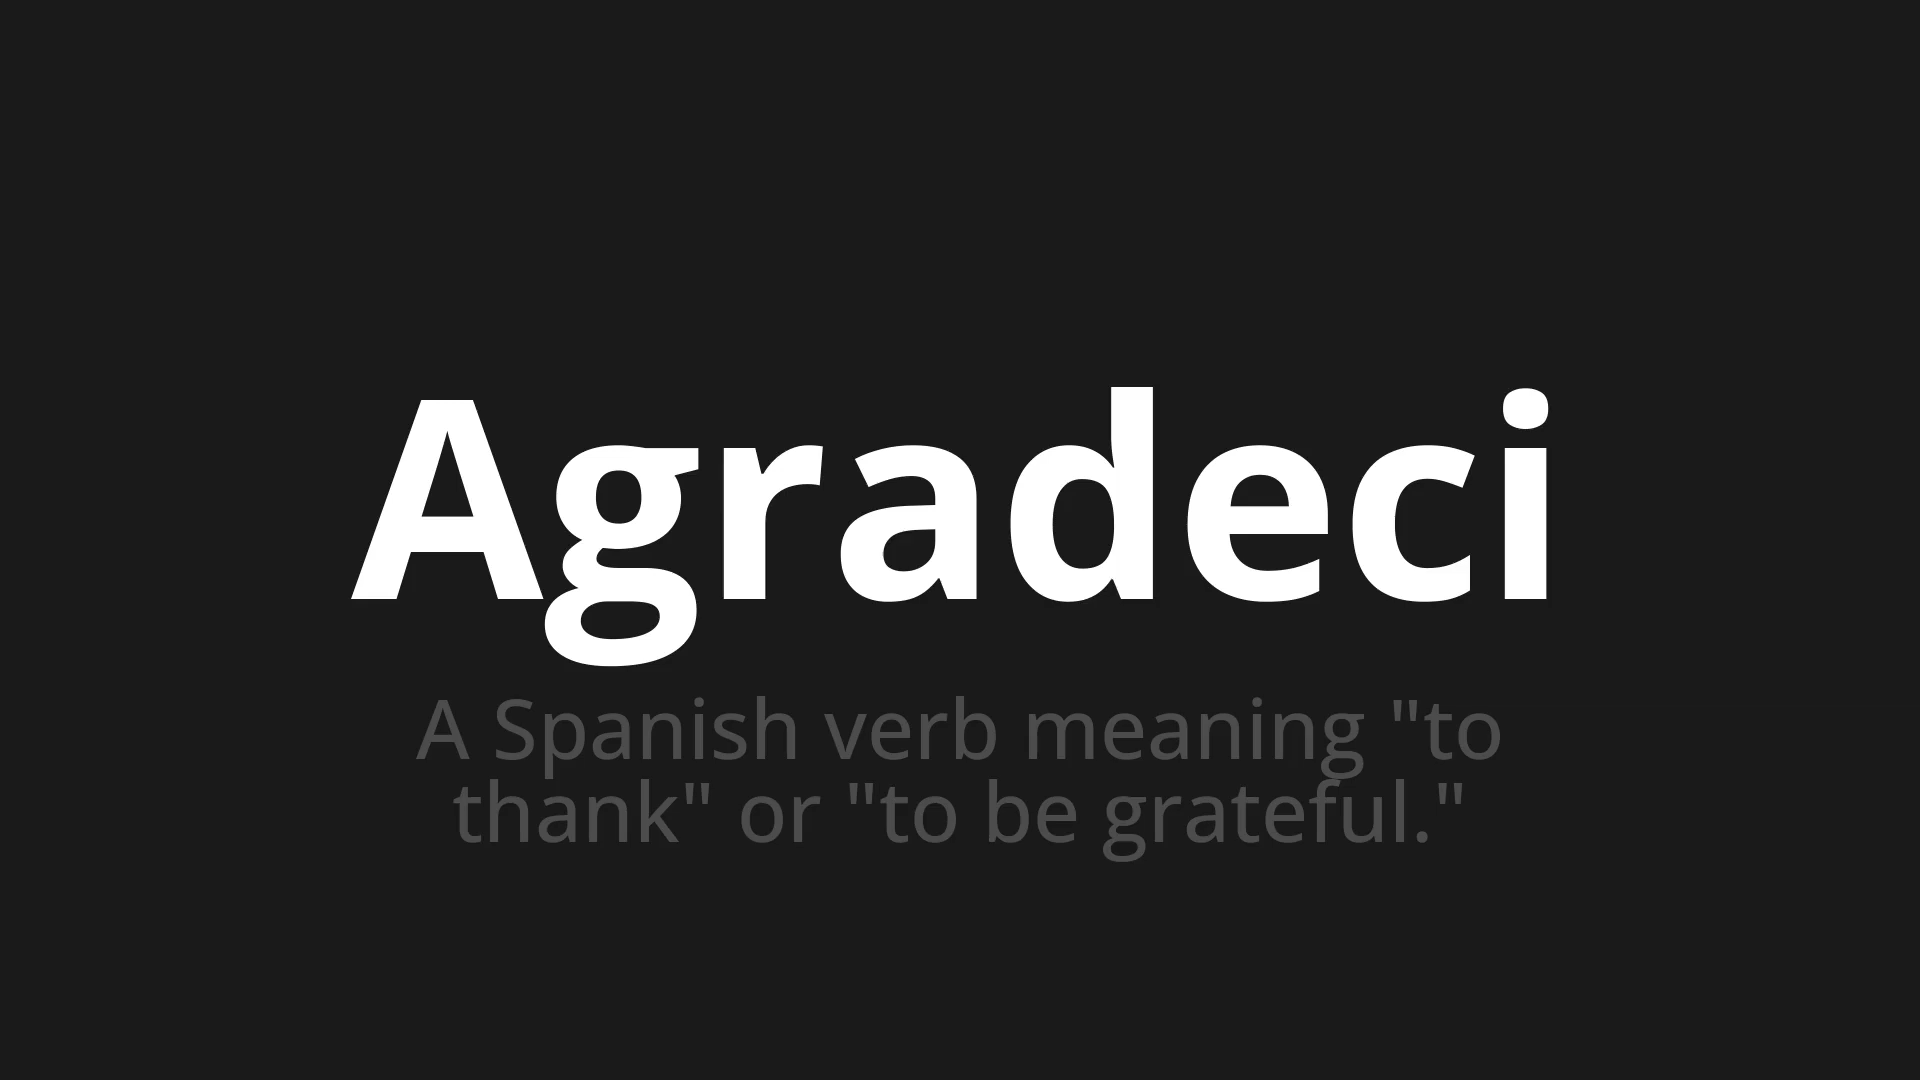 Agradeci
A Spanish verb meaning "to
thank" or "to be grateful."